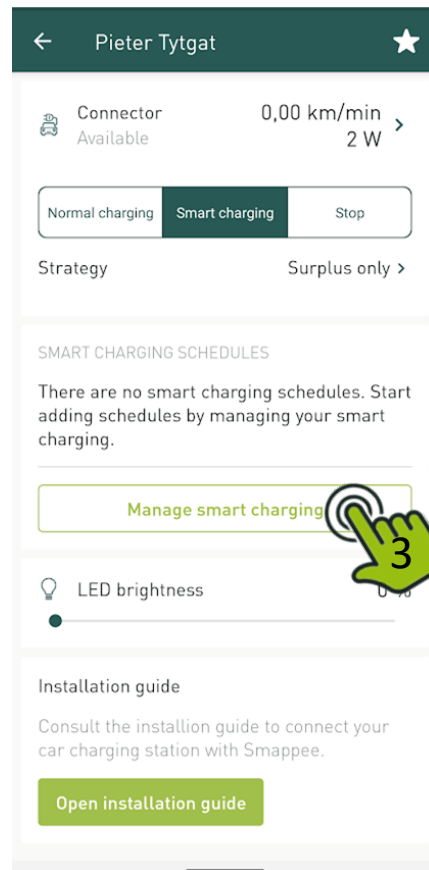 Pieter Tytgat
Connector
0,00 km/min
Available
2 W
Normal charging
Smart charging
Stop
Strategy
Surplus only
SMART CHARGING SCHEDULES
There are no smart charging schedules. Start
adding schedules by managing your smart
charging.
Manage smart charging
3
LED brightness
0 %
Installation guide
Consult the installion guide to connect your
car charging station with Smappee.
Open installation guide